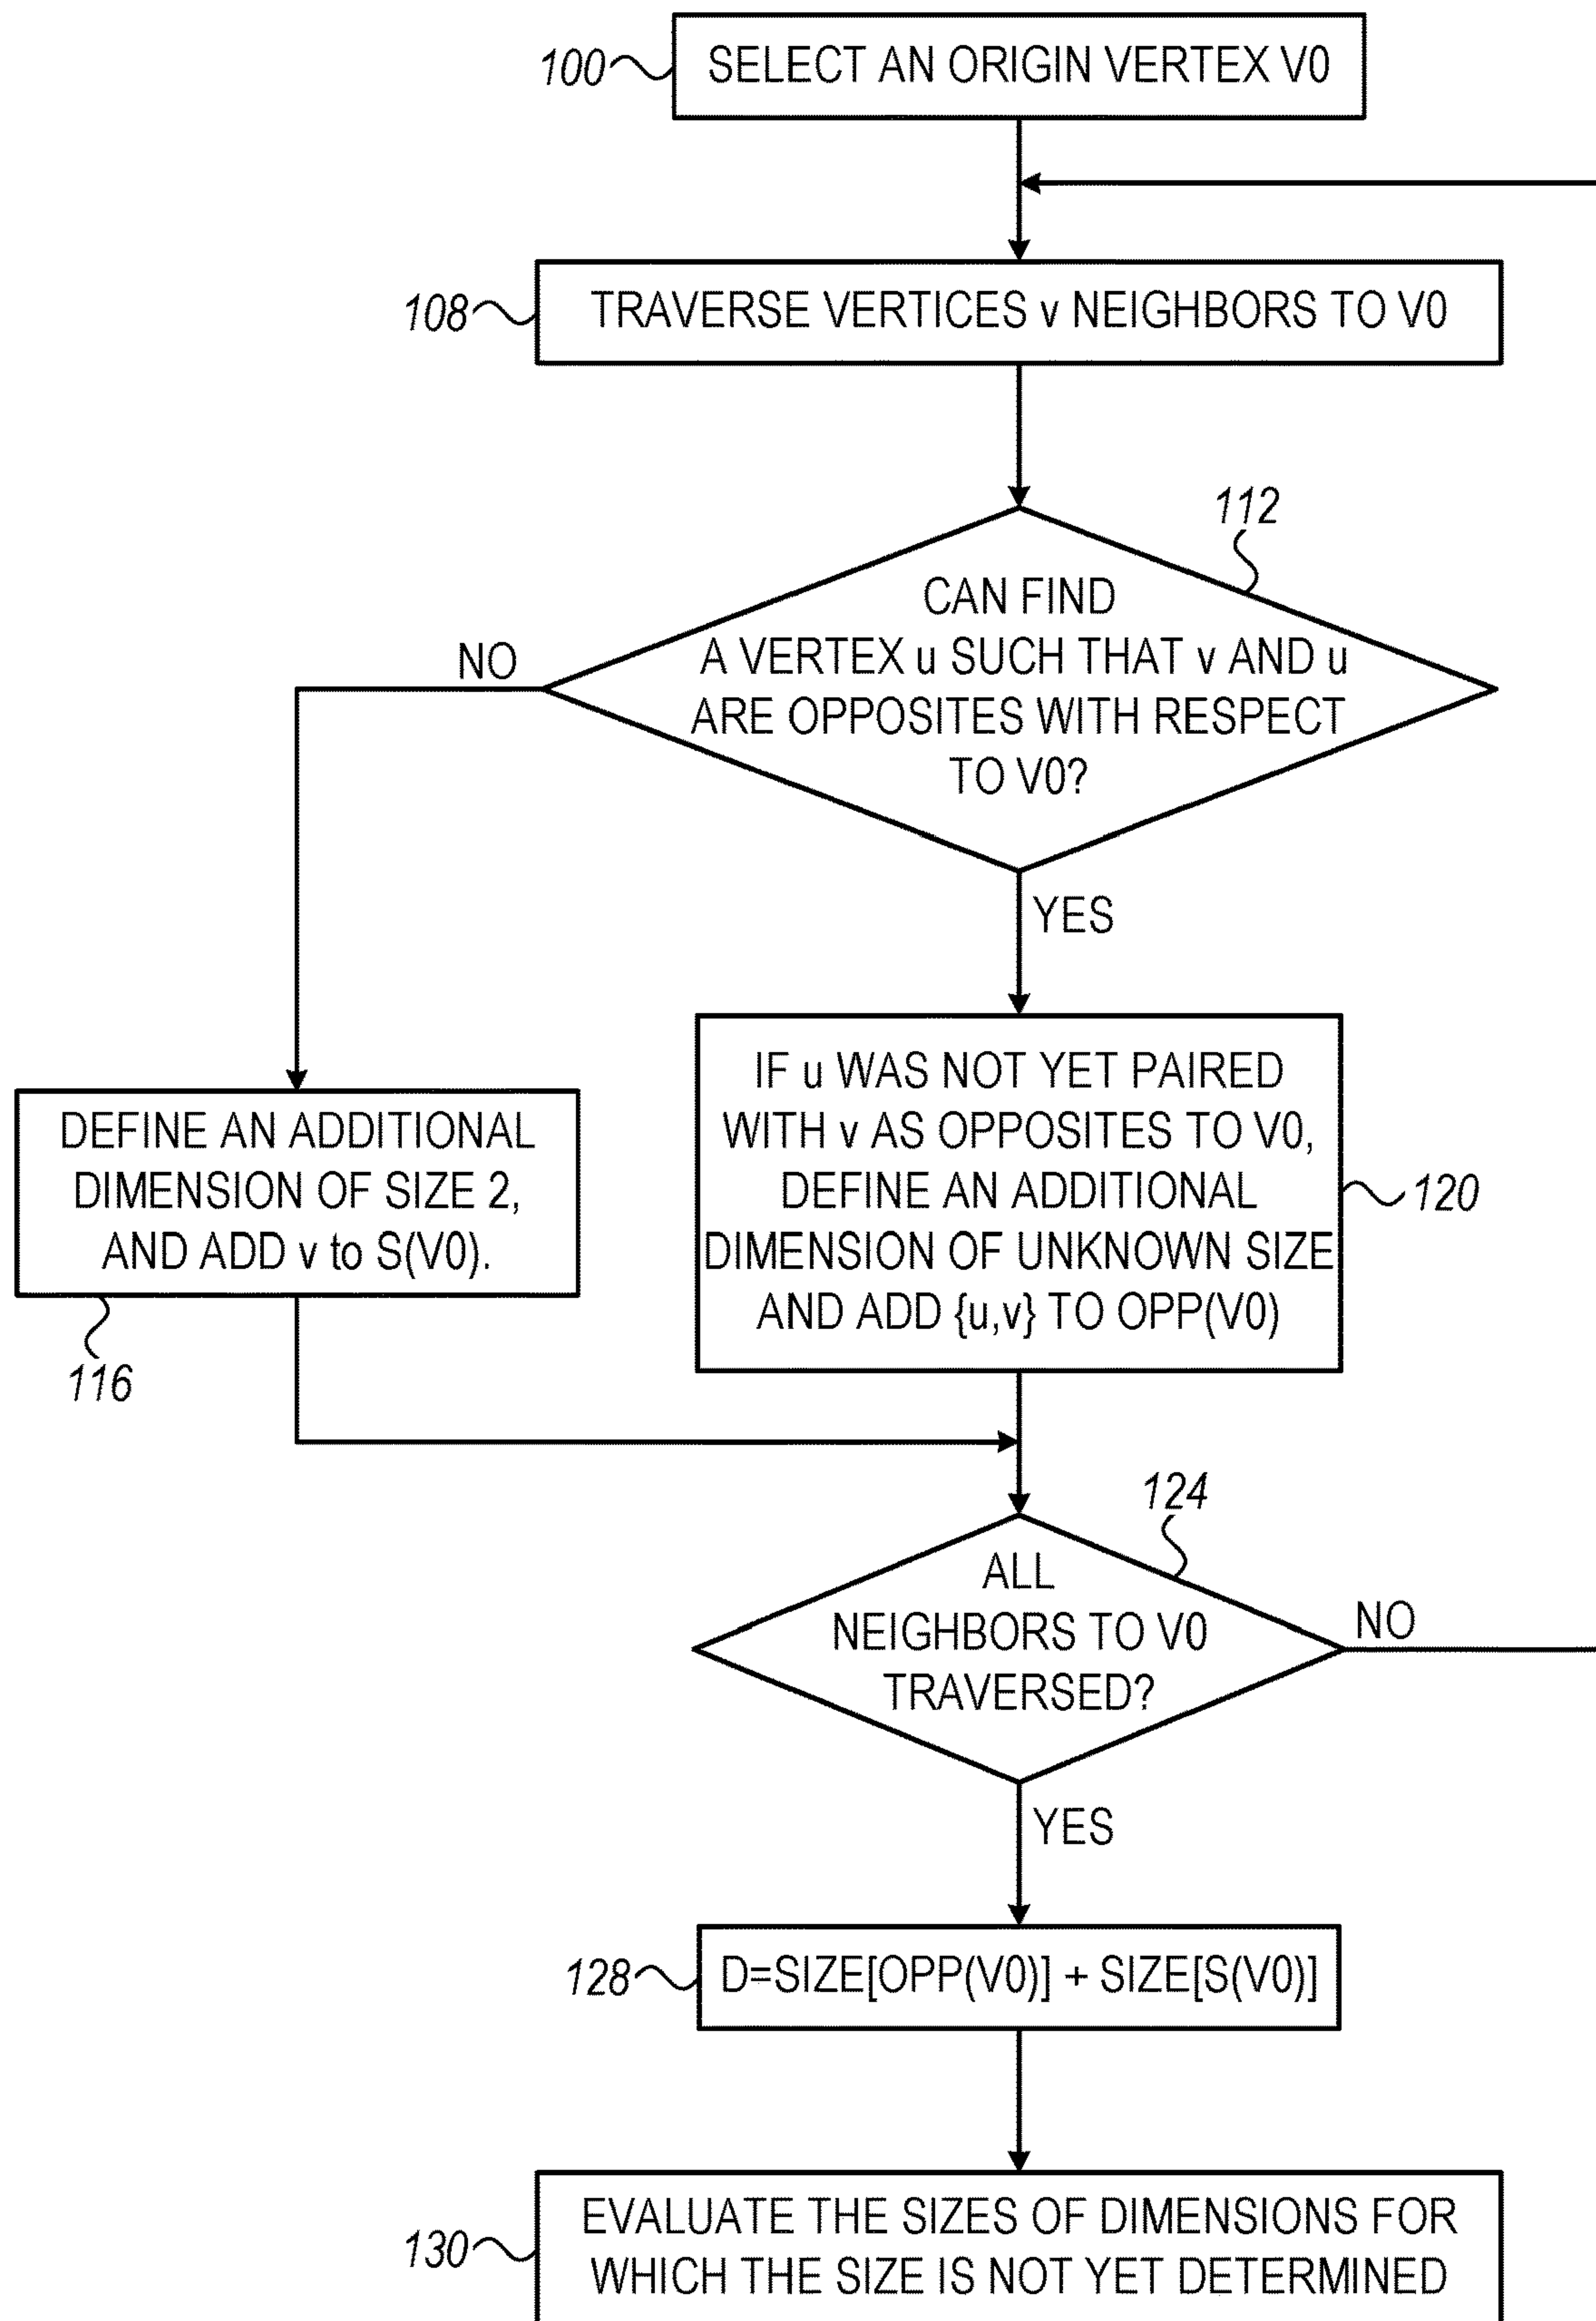 100
SELECT AN ORIGIN VERTEX V0
108
TRAVERSE VERTICES v NEIGHBORS TO V0
112
CAN FIND
A VERTEX u SUCH THAT v AND u
ARE OPPOSITES WITH RESPECT
TO V0?
NO
YES
DEFINE AN ADDITIONAL
DIMENSION OF SIZE 2,
AND ADD v to S(V0).
116
IF u WAS NOT YET PAIRED
WITH v AS OPPOSITES TO V0,
DEFINE AN ADDITIONAL
DIMENSION OF UNKNOWN SIZE
AND ADD {u,v} TO OPP(V0)
120
124
ALL
NEIGHBORS TO V0
TRAVERSED?
NO
YES
128
D=SIZE[OPP(V0)] + SIZE[S(V0)]
130
EVALUATE THE SIZES OF DIMENSIONS FOR
WHICH THE SIZE IS NOT YET DETERMINED